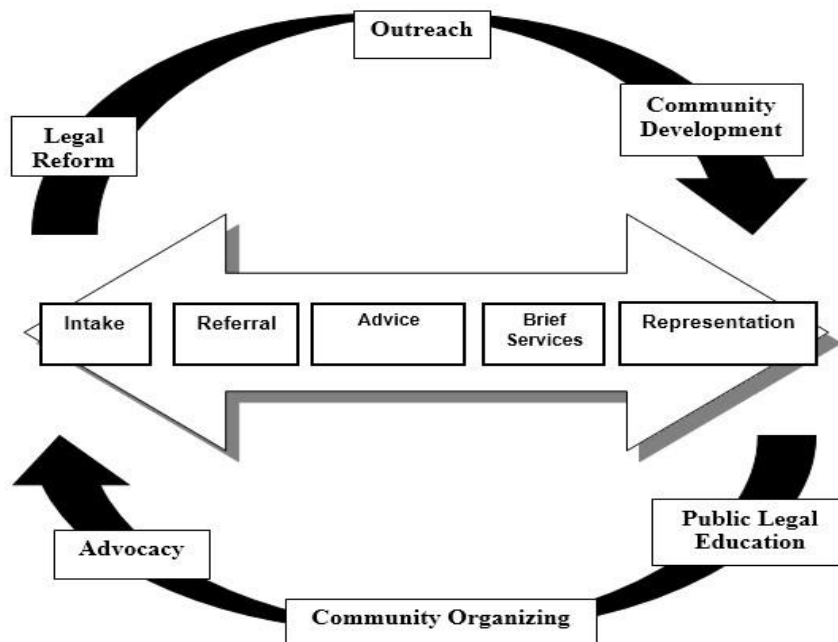 Outreach
Community
Development
Legal
Reform
Intake
Referral
Advice
Brief
Services
Representation
Public Legal
Education
Advocacy
Community Organizing